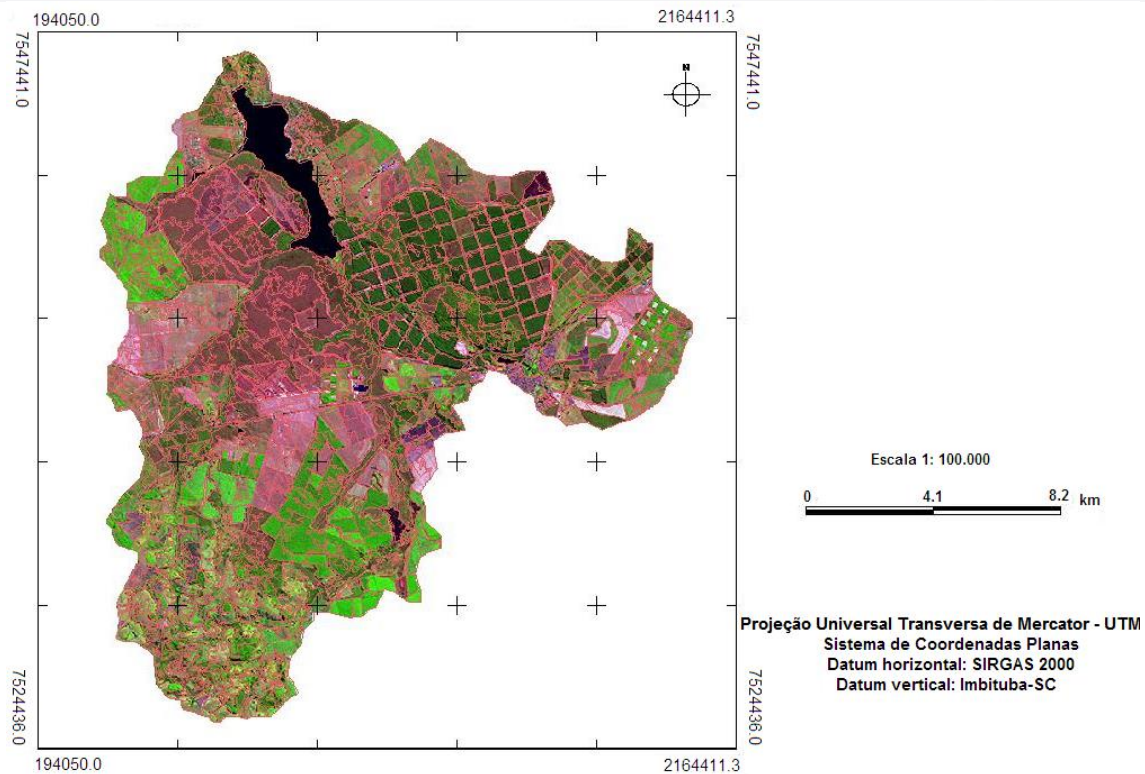 194050.0
2164411.3
7547441.0
7547441.0
N
Escala 1: 100.000
0 4.1 8.2 km
Projeção Universal Transversa de Mercator - UTM
Sistema de Coordenadas Planas
Datum horizontal: SIRGAS 2000
Datum vertical: Imbituba-SC
7524436.0
7524436.0
194050.0
2164411.3